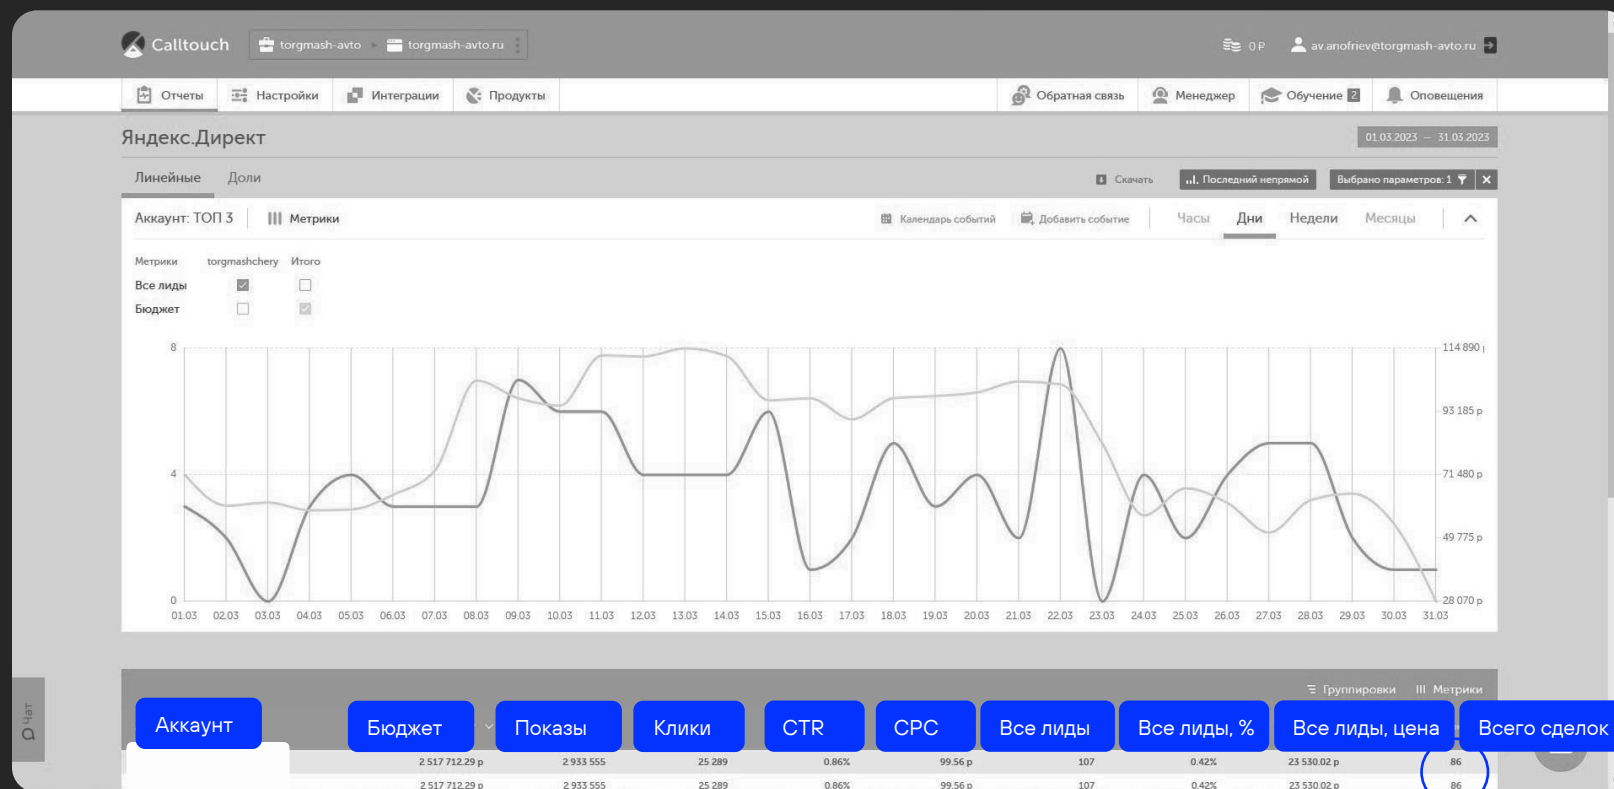 Calltouch torgmash-avto torgmash-avto.ru 0 ₽ av.anofriev@torgmash-avto.ru
Отчеты Настройки Интеграции Продукты Обратная связь Менеджер Обучение 2 Оповещения
Яндекс.Директ 01.03.2023 — 31.03.2023
Линейные Доли Скачать Последний непрямой Выбрано параметров: 1
Аккаунт: ТОП 3 Метрики Календарь событий Добавить событие Часы Дни Недели Месяцы
Метрики torgmashchery Итого
Все лиды
Бюджет
8 114 890
93 185 р
4 71 480 р
49 775 р
0 28 070 р
01.03 02.03 03.03 04.03 05.03 06.03 07.03 08.03 09.03 10.03 11.03 12.03 13.03 14.03 15.03 16.03 17.03 18.03 19.03 20.03 21.03 22.03 23.03 24.03 25.03 26.03 27.03 28.03 29.03 30.03 31.03
Группировки Метрики
Чат
Аккаунт Бюджет Показы Клики CTR CPC Все лиды Все лиды, % Все лиды, цена Всего сделок
2 517 712.29 р 2 933 555 25 289 0.86% 99.56 р 107 0.42% 23 530.02 р 86
2 517 712.29 р 2 933 555 25 289 0.86% 99.56 р 107 0.42% 23 530.02 р 86